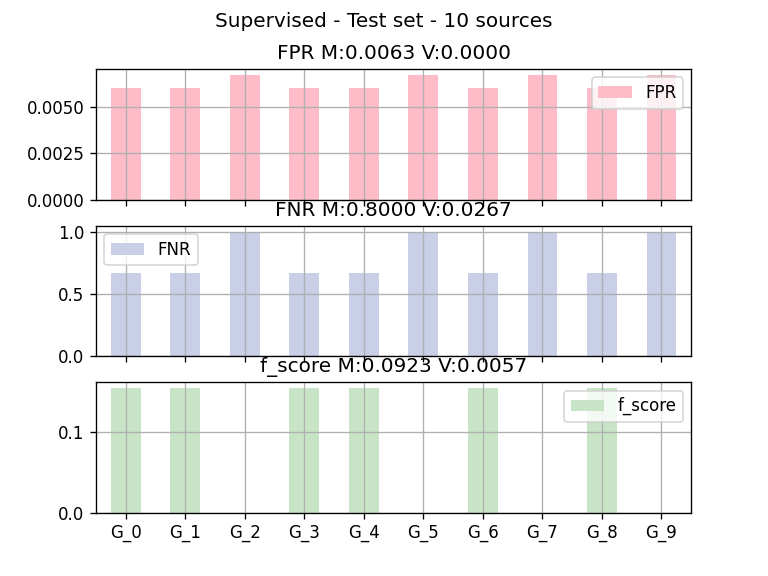 Supervised - Test set - 10 sources
FPR M:0.0063 V:0.0000
0.0050
0.0025
0.0000
FPR
FNR M:0.8000 V:0.0267
1.0
0.5
0.0
FNR
f_score M:0.0923 V:0.0057
0.1
0.0
f_score
G_0 G_1 G_2 G_3 G_4 G_5 G_6 G_7 G_8 G_9